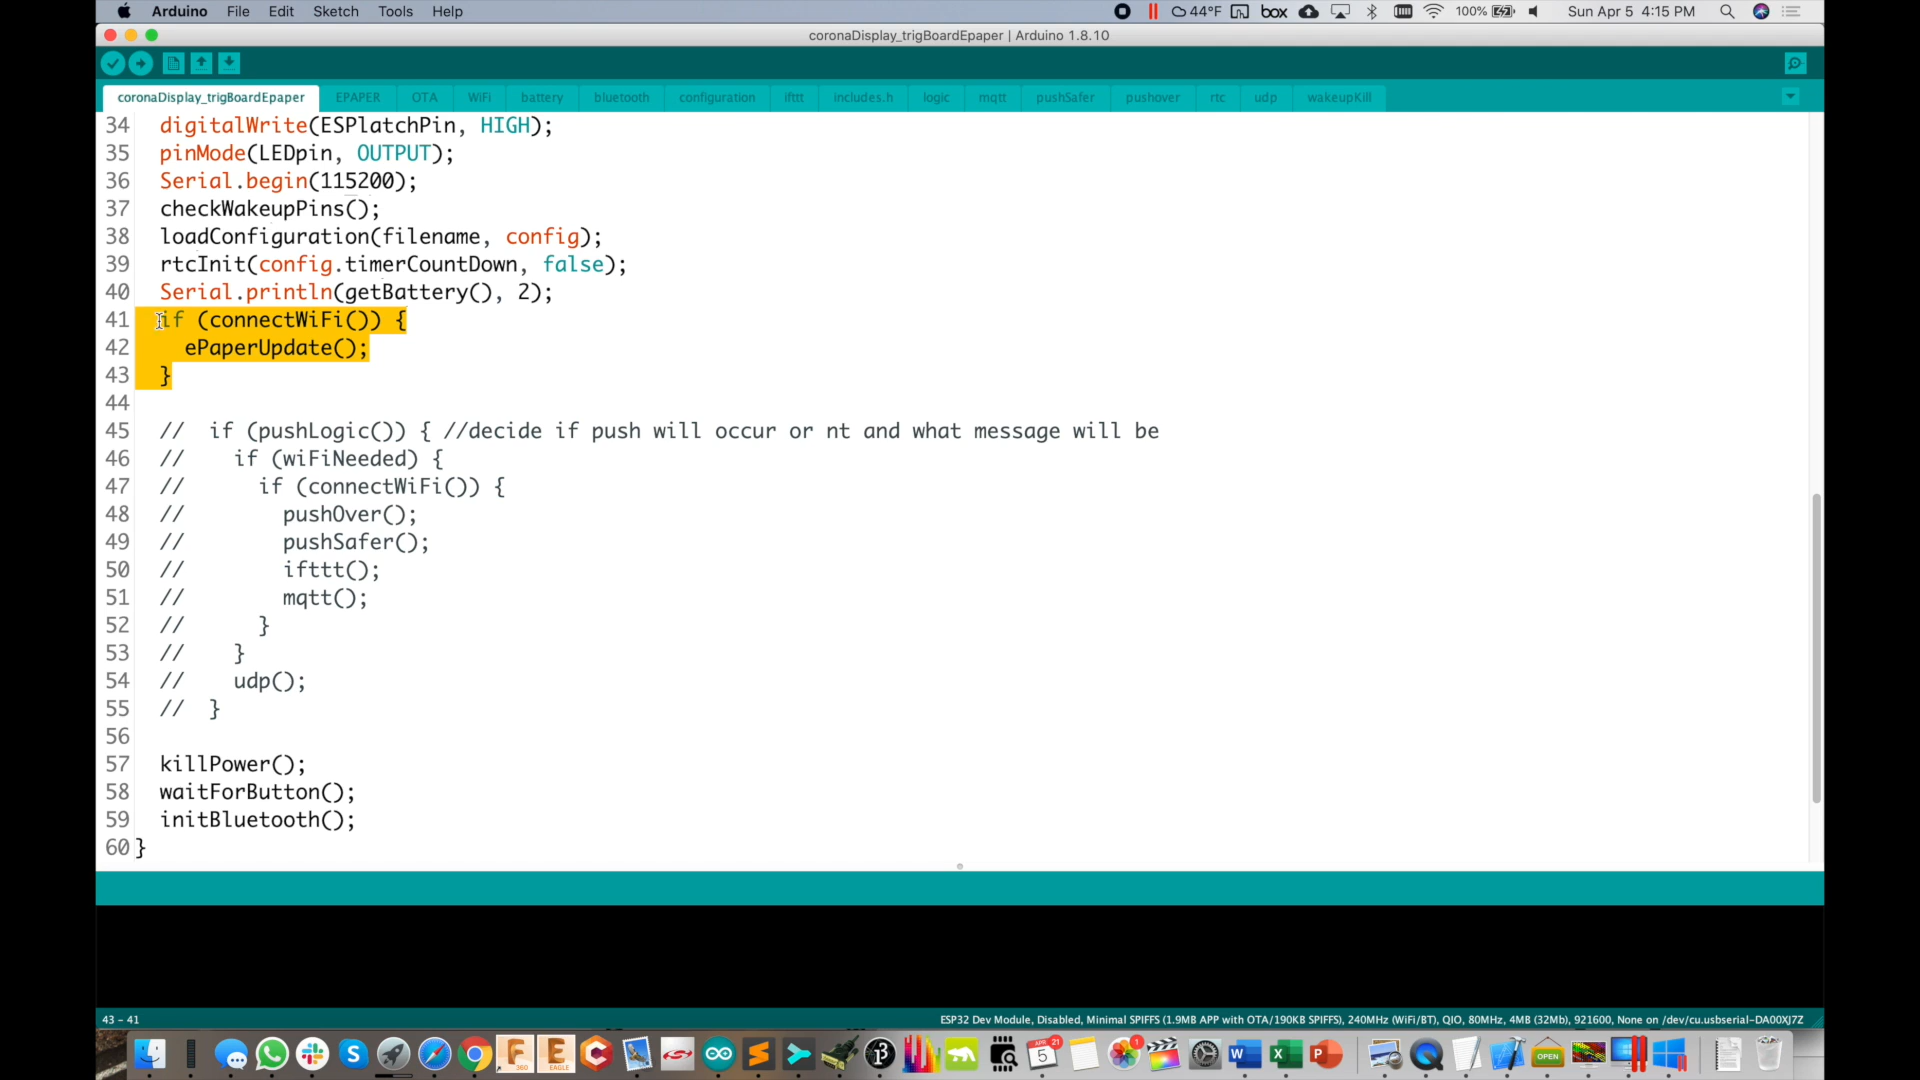 Arduino File Edit Sketch Tools Help 44°F box 100% Sun Apr 5 4:15 PM
coronaDisplay_trigBoardEpaper | Arduino 1.8.10
coronaDisplay_trigBoardEpaper EPAPER OTA WiFi battery bluetooth configuration ifttt includes.h logic mqtt pushSafer pushover rtc udp wakeupKill
34 digitalWrite(ESPlatchPin, HIGH);
35 pinMode(LEDpin, OUTPUT);
36 Serial.begin(115200);
37 checkWakeupPins();
38 loadConfiguration(filename, config);
39 rtcInit(config.timerCountDown, false);
40 Serial.println(getBattery(), 2);
41 if (connectWiFi()) {
42 ePaperUpdate();
43 }
44
45 // if (pushLogic()) { //decide if push will occur or nt and what message will be
46 // if (wiFiNeeded) {
47 // if (connectWiFi()) {
48 // pushOver();
49 // pushSafer();
50 // ifttt();
51 // mqtt();
52 // }
53 // }
54 // udp();
55 // }
56
57 killPower();
58 waitForButton();
59 initBluetooth();
60 }
43 - 41 ESP32 Dev Module, Disabled, Minimal SPIFFS (1.9MB APP with OTA/190KB SPIFFS), 240MHz (WiFi/BT), QIO, 80MHz, 4MB (32Mb), 921600, None on /dev/cu.usbserial-DA00XJ7Z
F 360 E EAGLE APR 21 5 1 W X P OPEN